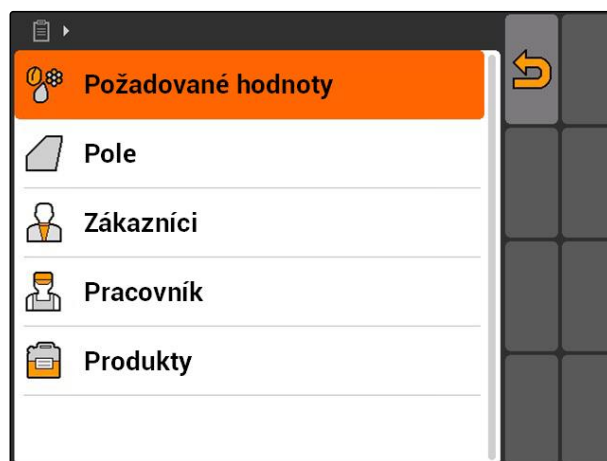 Požadované hodnoty
Pole
Zákazníci
Pracovník
Produkty